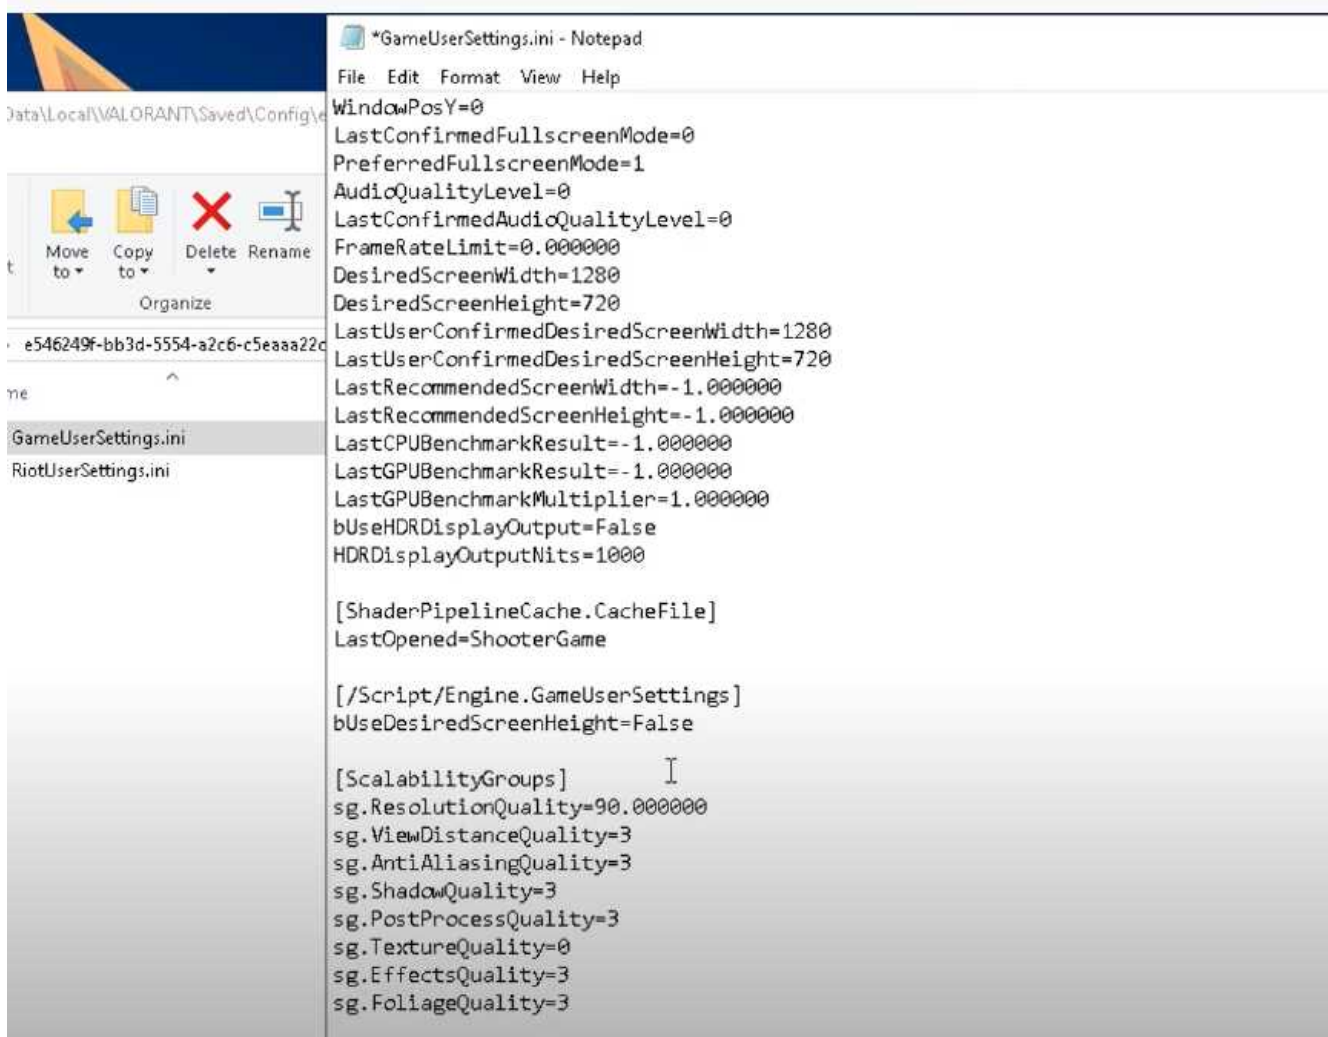 *GameUserSettings.ini - Notepad
File Edit Format View Help
Data\Local\VALORANT\Saved\Config\e
Move to
Copy to
Delete
Rename
Organize
e546249f-bb3d-5554-a2c6-c5eaaa22c
me
GameUserSettings.ini
RiotUserSettings.ini
WindowPosY=0
LastConfirmedFullscreenMode=0
PreferredFullscreenMode=1
AudioQualityLevel=0
LastConfirmedAudioQualityLevel=0
FrameRateLimit=0.000000
DesiredScreenWidth=1280
DesiredScreenHeight=720
LastUserConfirmedDesiredScreenWidth=1280
LastUserConfirmedDesiredScreenHeight=720
LastRecommendedScreenWidth=-1.000000
LastRecommendedScreenHeight=-1.000000
LastCPUBenchmarkResult=-1.000000
LastGPUBenchmarkResult=-1.000000
LastGPUBenchmarkMultiplier=1.000000
bUseHDRDisplayOutput=False
HDRDisplayOutputNits=1000
[ShaderPipelineCache.CacheFile]
LastOpened=ShooterGame
[/Script/Engine.GameUserSettings]
bUseDesiredScreenHeight=False
[ScalabilityGroups]
sg.ResolutionQuality=90.000000
sg.ViewDistanceQuality=3
sg.AntiAliasingQuality=3
sg.ShadowQuality=3
sg.PostProcessQuality=3
sg.TextureQuality=0
sg.EffectsQuality=3
sg.FoliageQuality=3